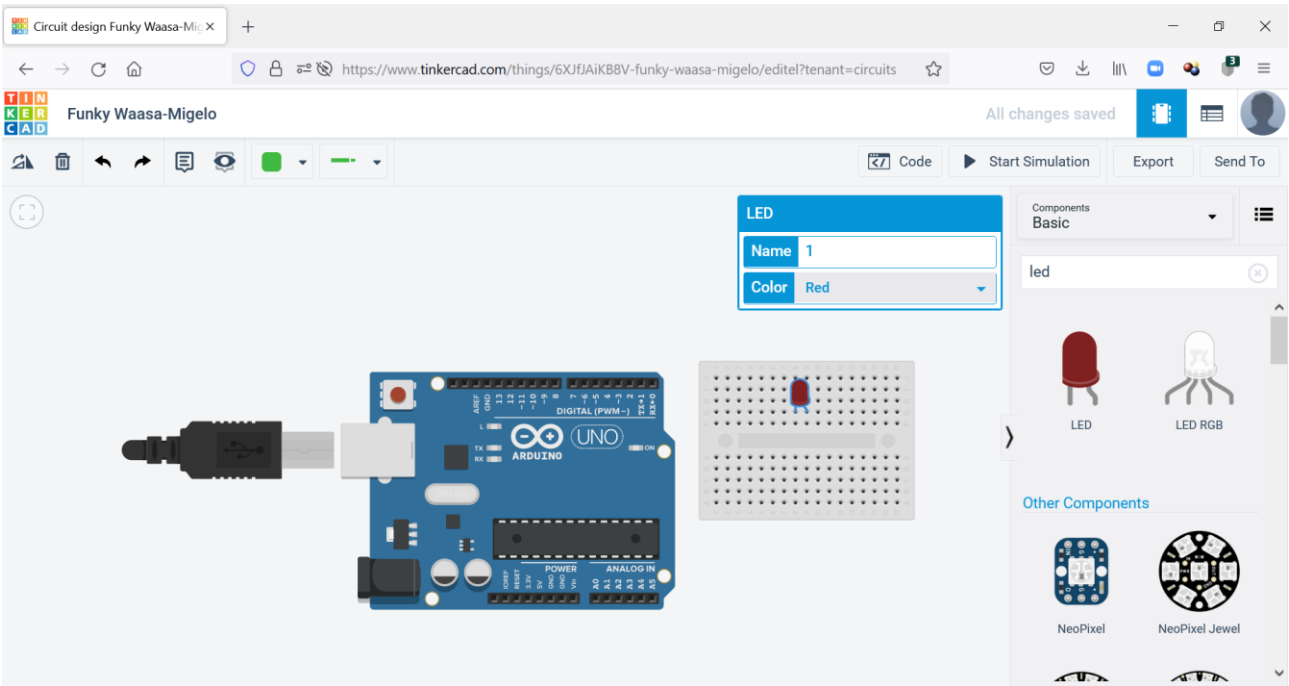 Circuit design Funky Waasa-Mig
https://www.tinkercad.com/things/6XJfJAiKB8V-funky-waasa-migelo/editel?tenant=circuits
3
TIN
KER
CAD
Funky Waasa-Migelo
All changes saved
Code
Start Simulation
Export
Send To
LED
Name 1
Color Red
Components
Basic
led
LED
LED RGB
Other Components
NeoPixel
NeoPixel Jewel
AREF
GND
13
12
~11
~10
~9
8
7
~6
~5
4
~3
2
TX→1
RX←0
DIGITAL (PWM~)
L
TX
RX
ARDUINO
UNO
ON
POWER
ANALOG IN
IOREF
RESET
3.3V
5V
GND
GND
Vin
A0
A1
A2
A3
A4
A5